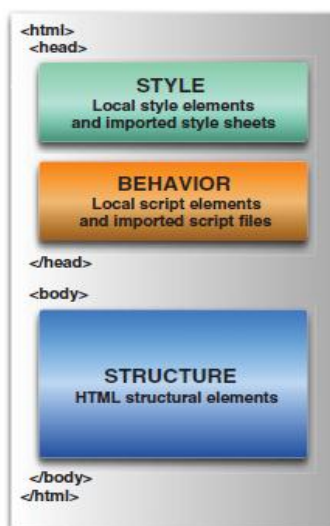 <html>
<head>
STYLE
Local style elements
and imported style sheets
BEHAVIOR
Local script elements
and imported script files
</head>
<body>
STRUCTURE
HTML structural elements
</body>
</html>